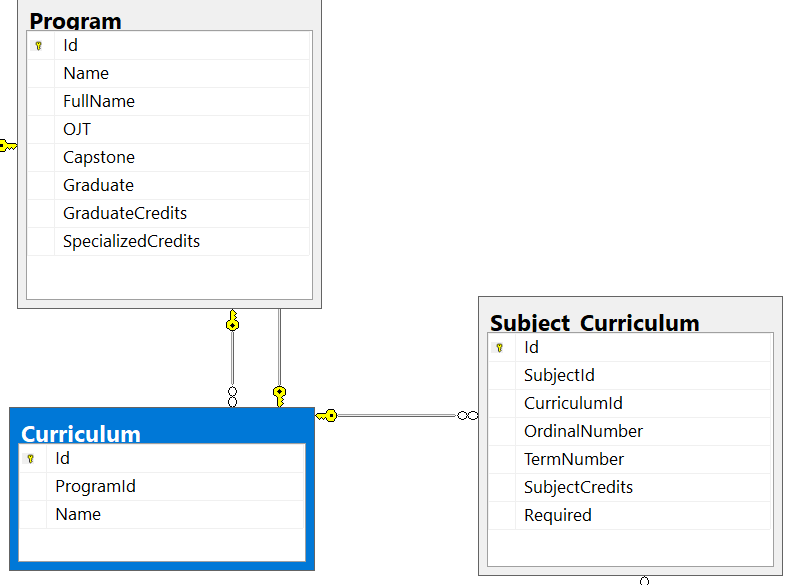 Program
Id
Name
FullName
OJT
Capstone
Graduate
GraduateCredits
SpecializedCredits
Curriculum
Id
ProgramId
Name
Subject_Curriculum
Id
SubjectId
CurriculumId
OrdinalNumber
TermNumber
SubjectCredits
Required